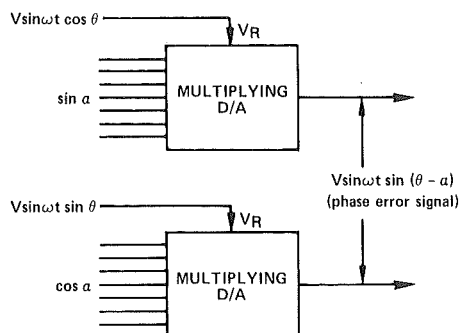 Vsinωt cos θ
VR
sin α
MULTIPLYING
D/A
Vsinωt sin (θ - α)
(phase error signal)
Vsinωt sin θ
VR
cos α
MULTIPLYING
D/A